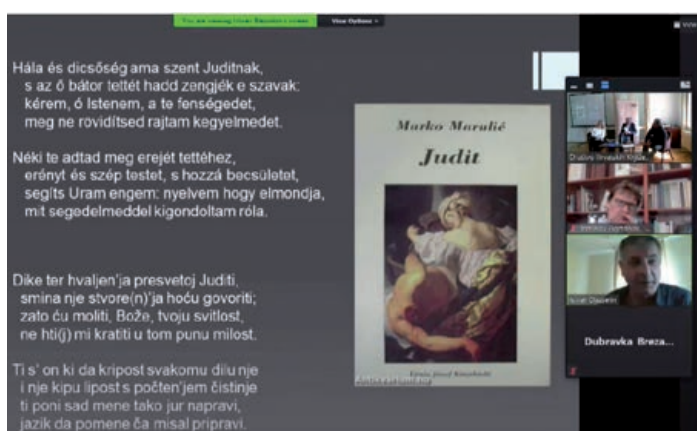 View Options
Hála és dicsőség ama szent Juditnak,
s az ő bátor tettét hadd zengjék e szavak:
kérem, ó Istenem, a te fenségedet,
meg ne rovidítsed rajtam kegyelmedet.
Néki te adtad meg erejét tettéhez,
erényt és szép testet, s hozzá becsületet,
segíts Uram engem: nyelvem hogy elmondja,
mit segedelmeddel kigondoltam róla.
Dike ter hvaljen'ja presvetoj Juditi,
smina nje stvore(n)'ja hoću govoriti;
zato ću moliti, Bože, tvoju svitlost,
ne hti(j) mi kratiti u tom punu milost.
Ti s' on ki da kripost svakomu dilu nje
i nje kipu lipost s počten'jem čistinje
ti poni sad mene tako jur napravi,
jazik da pomene ča misal pripravi.
Marko Marulić
Judit
Dubravka Breza...